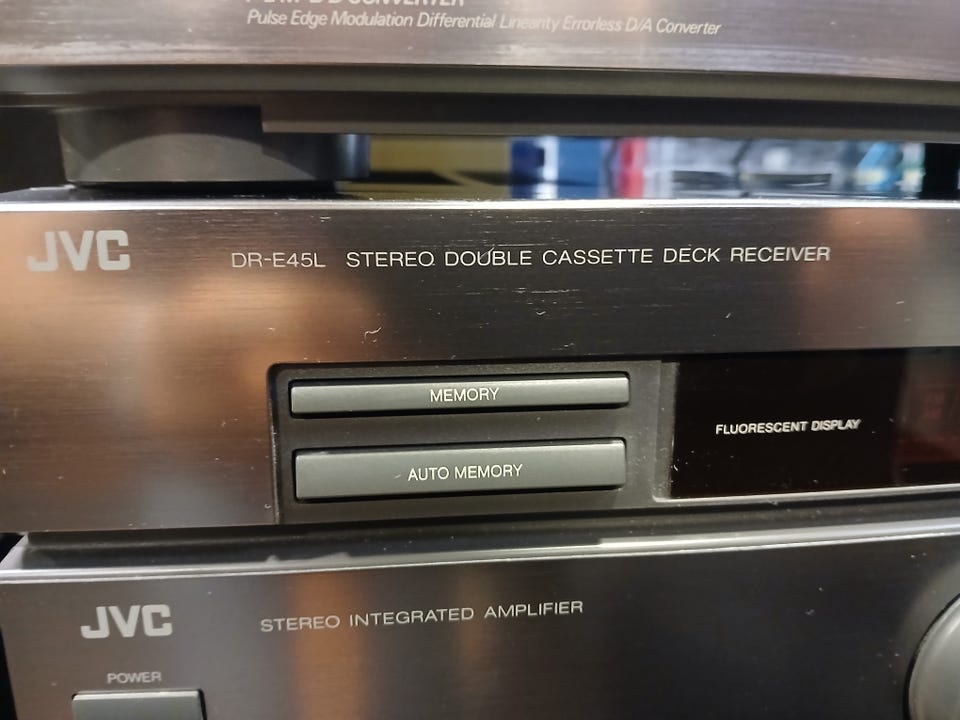 D/A CONVERTER
Pulse Edge Modulation Differential Linearity Errorless D/A Converter
JVC DR-E45L STEREO DOUBLE CASSETTE DECK RECEIVER
MEMORY
FLUORESCENT DISPLAY
AUTO MEMORY
JVC STEREO INTEGRATED AMPLIFIER
POWER